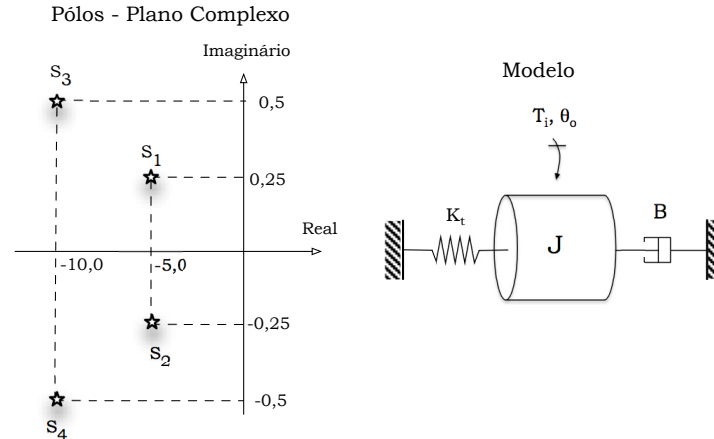 Pólos - Plano Complexo
Imaginário
S3
0,5
S1
0,25
Real
-10,0
-5,0
-0,25
S2
-0,5
S4
Modelo
Ti, θo
Kt
J
B